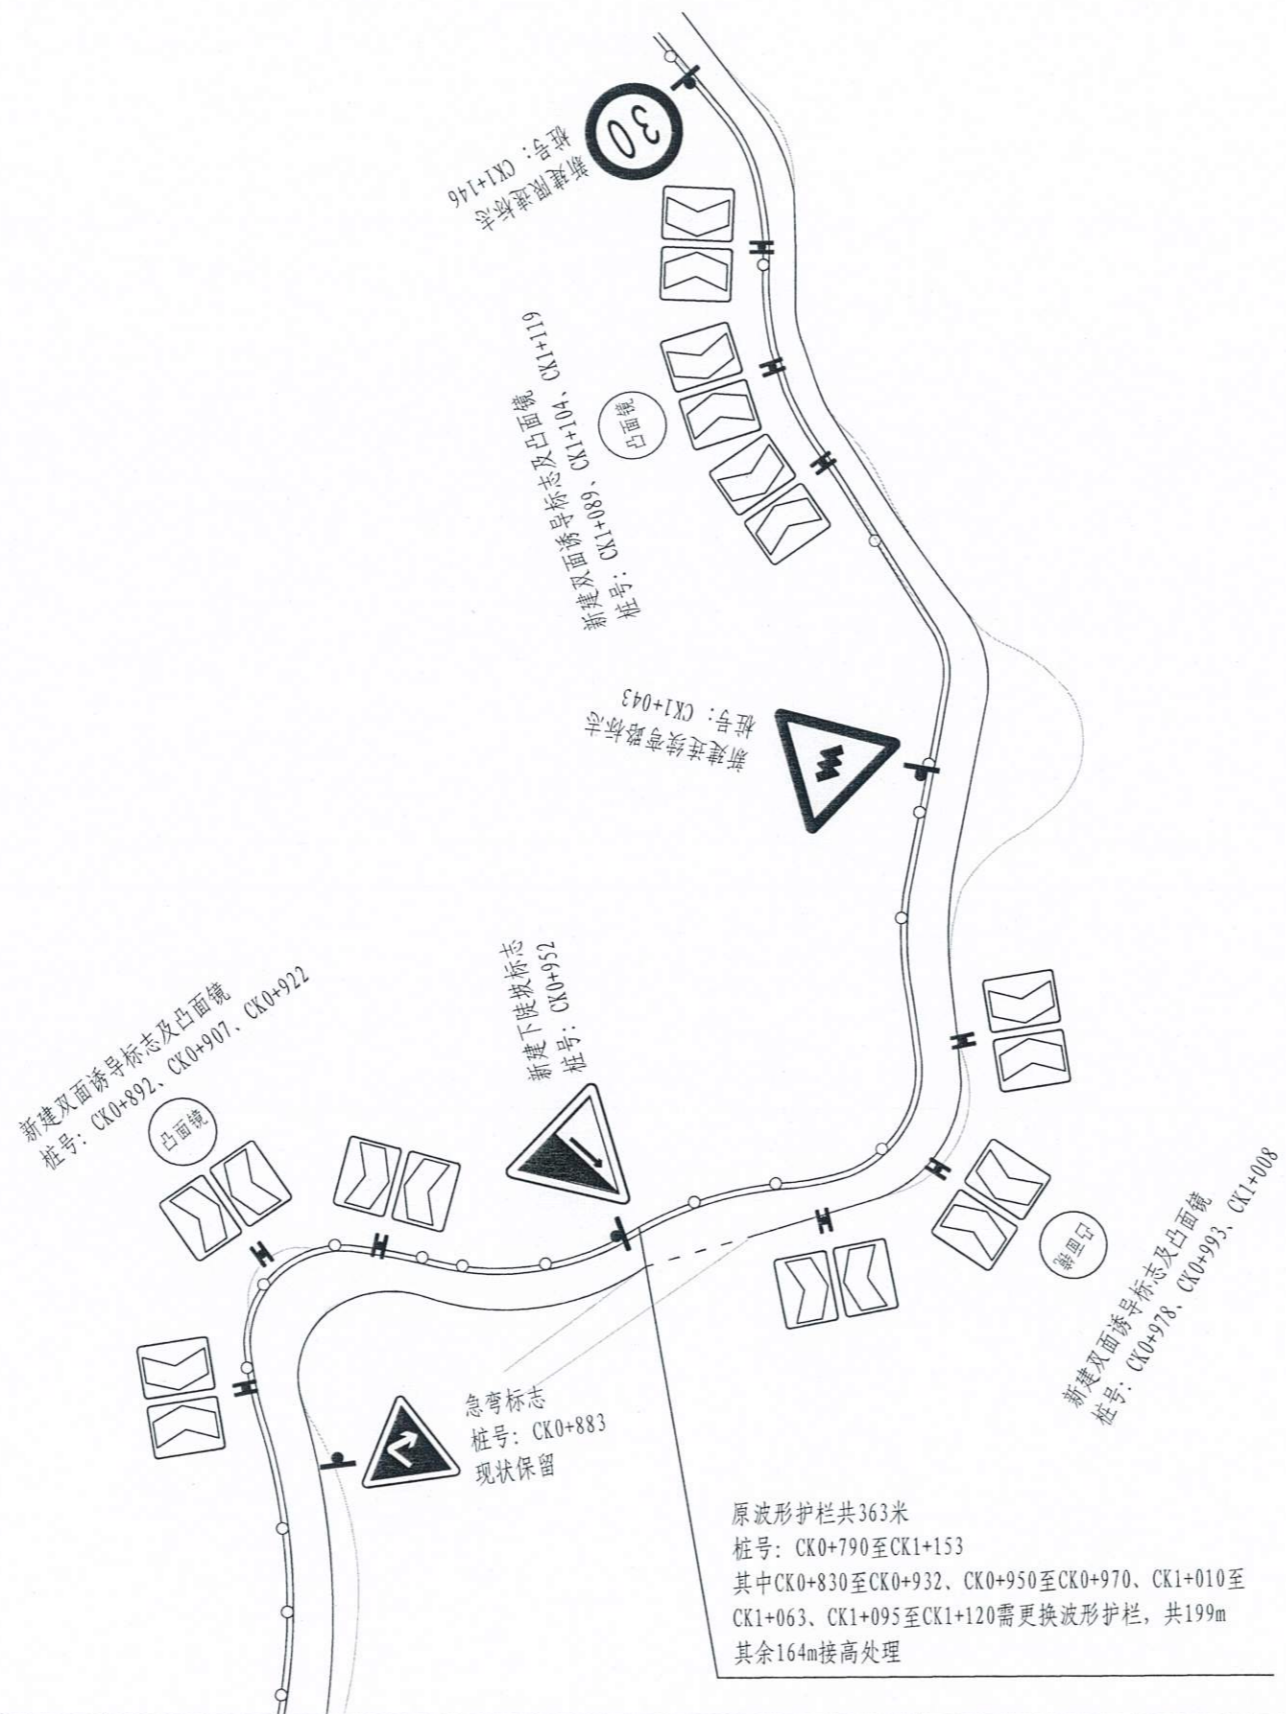 30
新建限速标志
桩号：CK1+146
新建双面诱导标志及凸面镜
桩号：CK1+089、CK1+104、CK1+119
凸面镜
新建连续弯路标志
桩号：CK1+043
新建下陡坡标志
桩号：CK0+952
新建双面诱导标志及凸面镜
桩号：CK0+892、CK0+907、CK0+922
凸面镜
新建双面诱导标志及凸面镜
桩号：CK0+978、CK0+993、CK1+008
凸面镜
急弯标志
桩号：CK0+883
现状保留
原波形护栏共363米
桩号：CK0+790至CK1+153
其中CK0+830至CK0+932、CK0+950至CK0+970、CK1+010至
CK1+063、CK1+095至CK1+120需更换波形护栏，共199m
其余164m接高处理